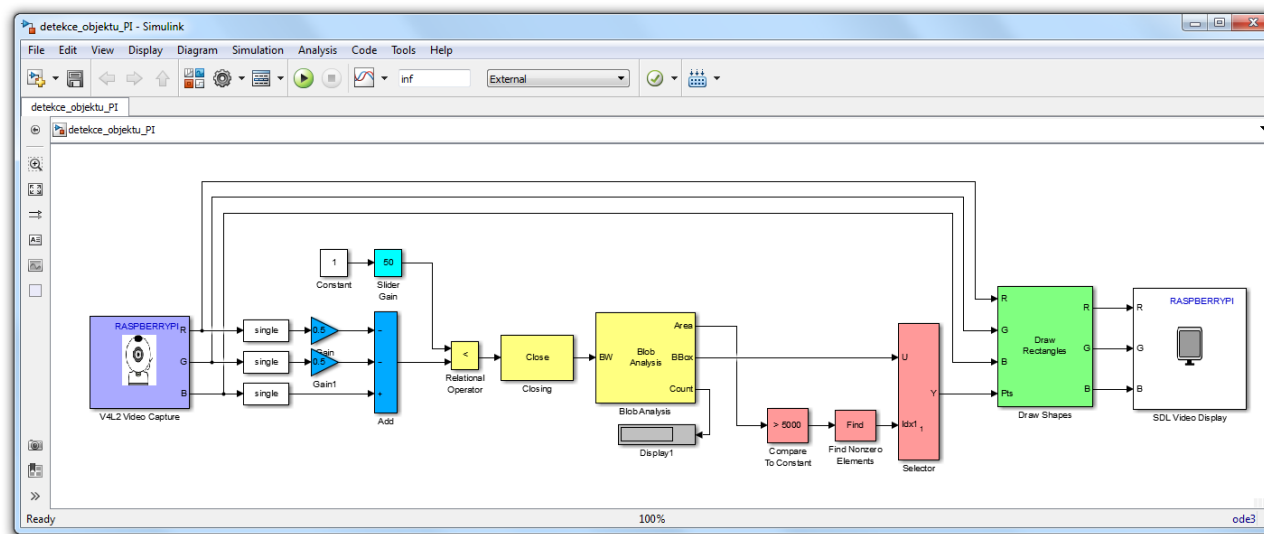 detekce_objektu_PI - Simulink
File Edit View Display Diagram Simulation Analysis Code Tools Help
inf
External
detekce_objektu_PI
detekce_objektu_PI
RASPBERRYPI
R
G
B
V4L2 Video Capture
single
single
single
1
Constant
50
Slider
Gain
0.5
Gain
0.5
Gain1
Add
<
Relational
Operator
Close
Closing
BW
Blob
Analysis
Area
BBox
Count
Blob Analysis
Display1
> 5000
Compare
To Constant
Find
Find Nonzero
Elements
U
Idx1
1
Y
Selector
R
G
B
Pts
Draw
Rectangles
R
G
B
Draw Shapes
RASPBERRYPI
R
G
B
SDL Video Display
Ready 100% ode3